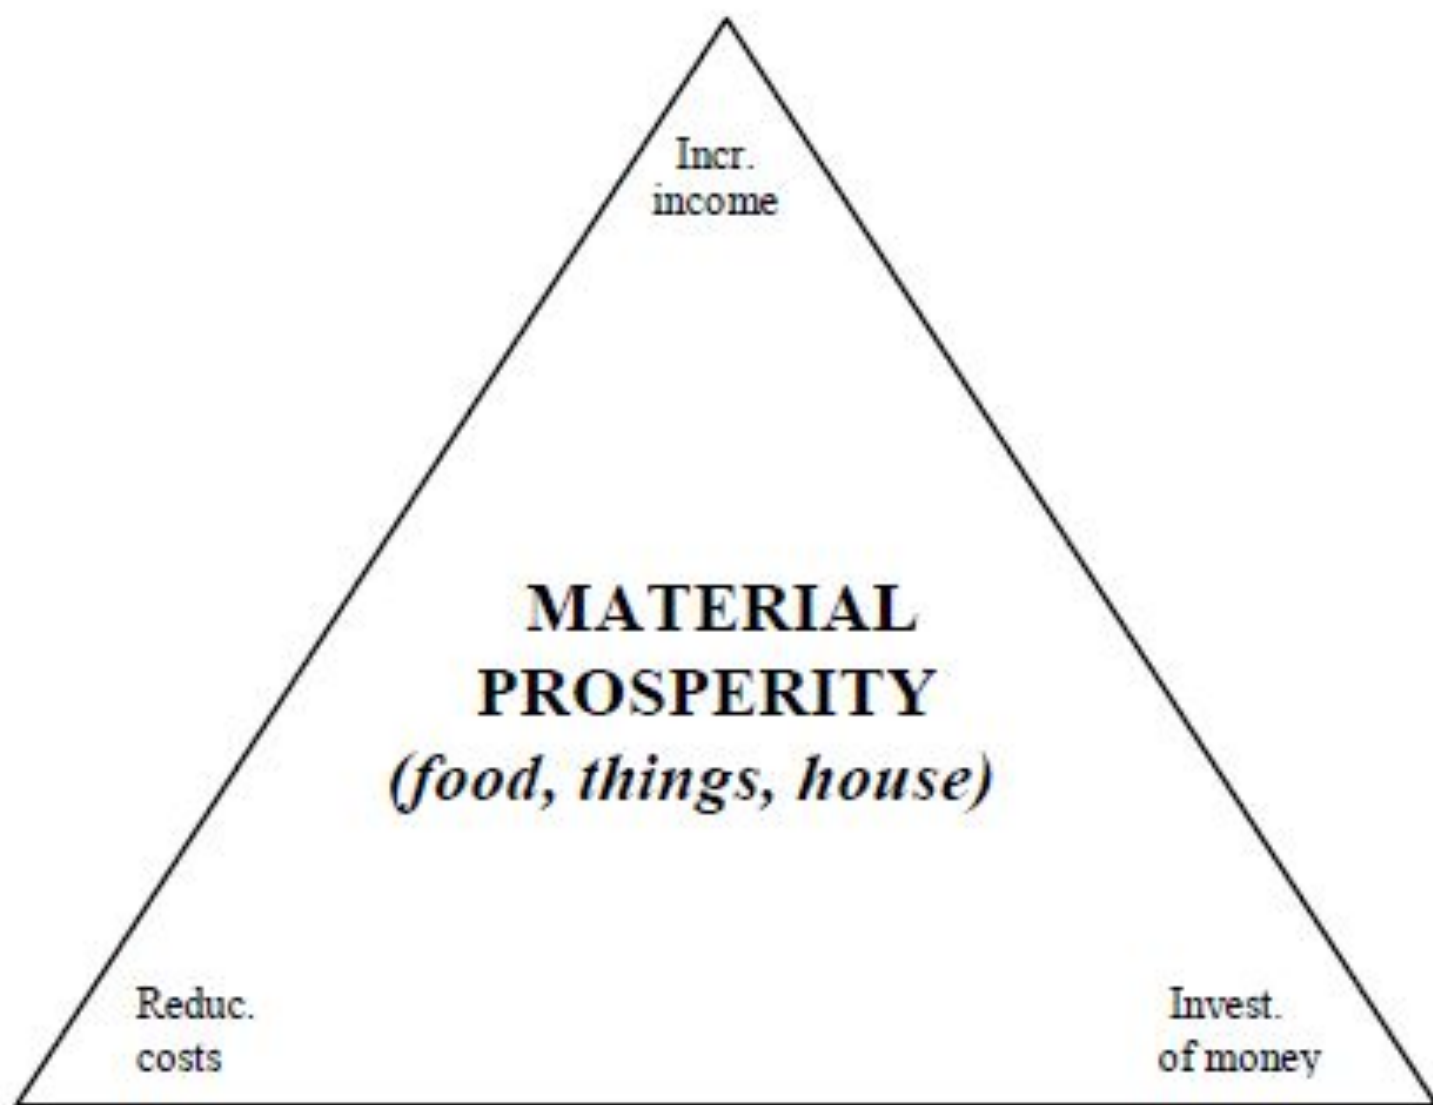 Incr.
income
MATERIAL
PROSPERITY
(food, things, house)
Reduc.
costs
Invest.
of money